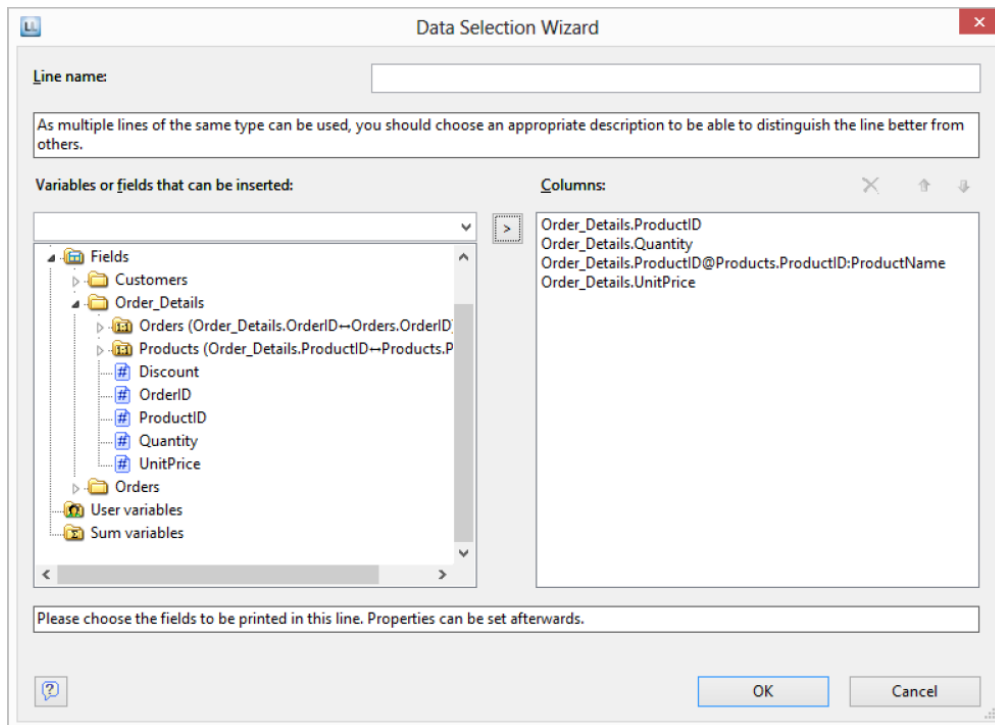 Data Selection Wizard
Line name:
As multiple lines of the same type can be used, you should choose an appropriate description to be able to distinguish the line better from
others.
Variables or fields that can be inserted:
Columns:
>
Fields
Customers
Order_Details
Orders (Order_Details.OrderID↔Orders.OrderID)
Products (Order_Details.ProductID↔Products.P
Discount
OrderID
ProductID
Quantity
UnitPrice
Orders
User variables
Sum variables
Order_Details.ProductID
Order_Details.Quantity
Order_Details.ProductID@Products.ProductID:ProductName
Order_Details.UnitPrice
Please choose the fields to be printed in this line. Properties can be set afterwards.
OK
Cancel